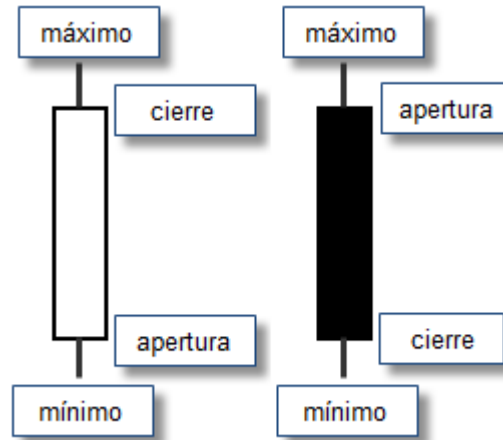 máximo
cierre
apertura
mínimo
máximo
apertura
cierre
mínimo